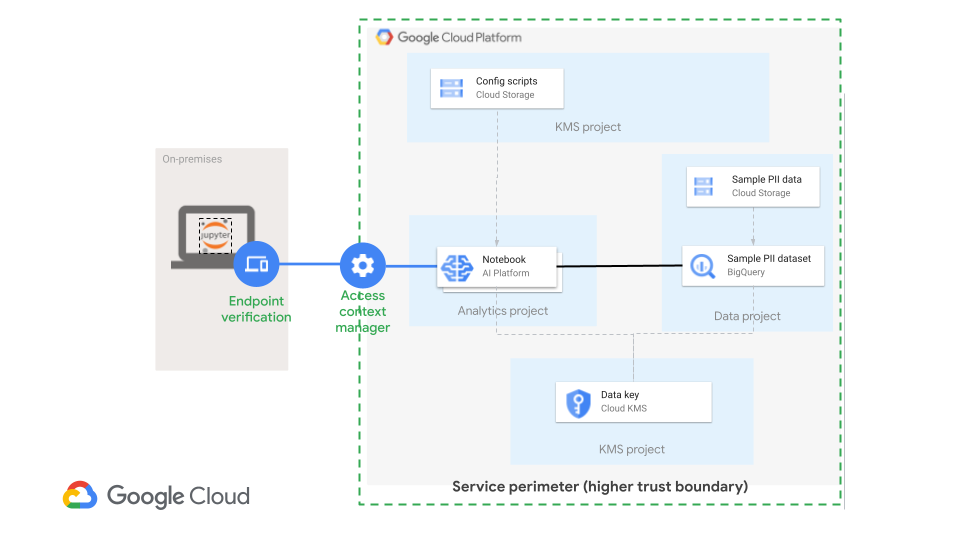 Google Cloud Platform
Config scripts
Cloud Storage
KMS project
On-premises
jupyter
Sample PII data
Cloud Storage
Notebook
AI Platform
Sample PII dataset
BigQuery
Endpoint
verification
Access
context
manager
Analytics project
Data project
Data key
Cloud KMS
KMS project
Service perimeter (higher trust boundary)
Google Cloud